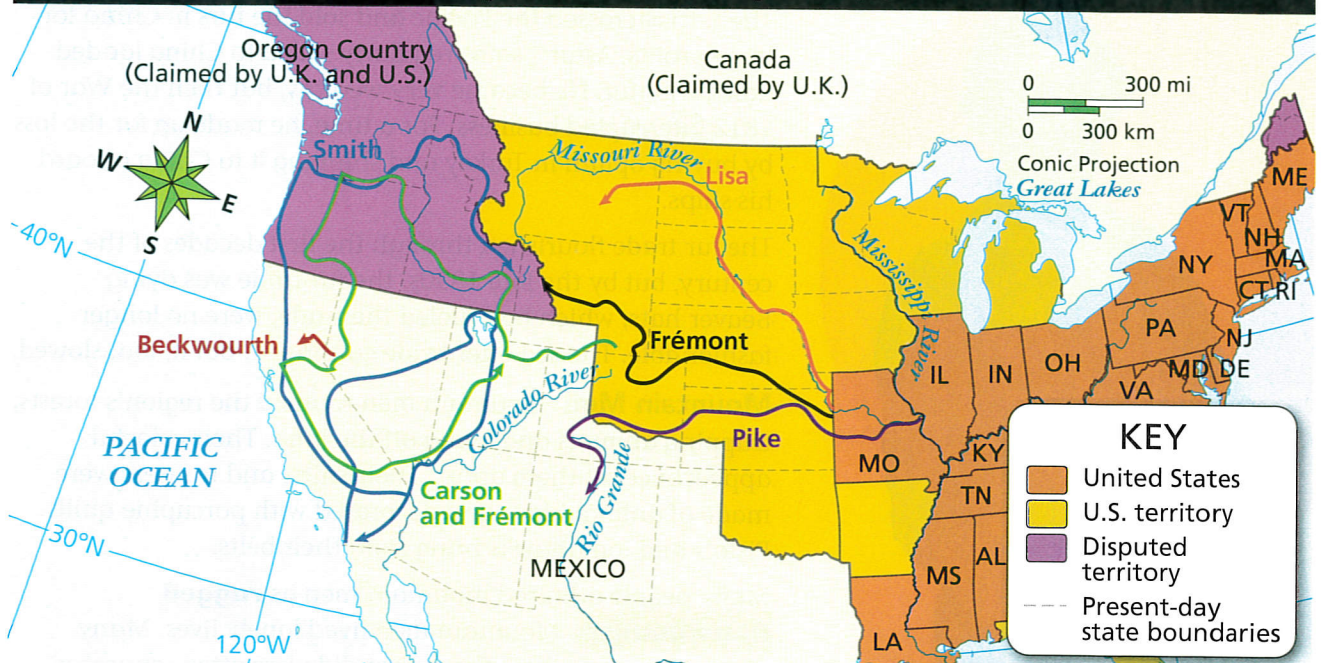 Oregon Country
(Claimed by U.K. and U.S.)
Canada
(Claimed by U.K.)
0 300 mi
0 300 km
Conic Projection
Great Lakes
N
W
E
S
Smith
Missouri River
Lisa
ME
VT
NH
MA
NY
CT
RI
40°N
Mississippi River
PA
NJ
Beckwourth
Frémont
OH
MD
DE
IL
IN
VA
Colorado River
PACIFIC
OCEAN
Pike
MO
KY
TN
Carson
and Frémont
Rio Grande
30°N
MEXICO
MS
AL
LA
120°W
KEY
United States
U.S. territory
Disputed
territory
Present-day
state boundaries